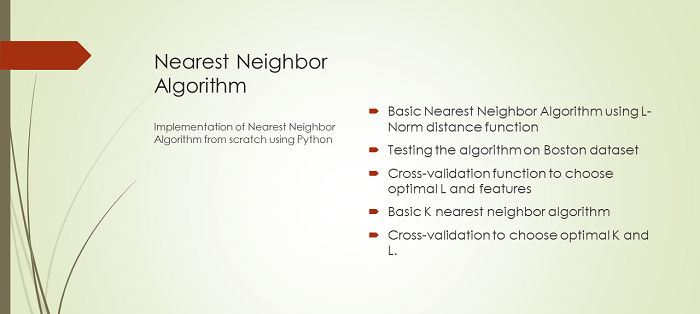 Nearest Neighbor
Algorithm
Implementation of Nearest Neighbor
Algorithm from scratch using Python
Basic Nearest Neighbor Algorithm using L-
Norm distance function
Testing the algorithm on Boston dataset
Cross-validation function to choose
optimal L and features
Basic K nearest neighbor algorithm
Cross-validation to choose optimal K and
L.